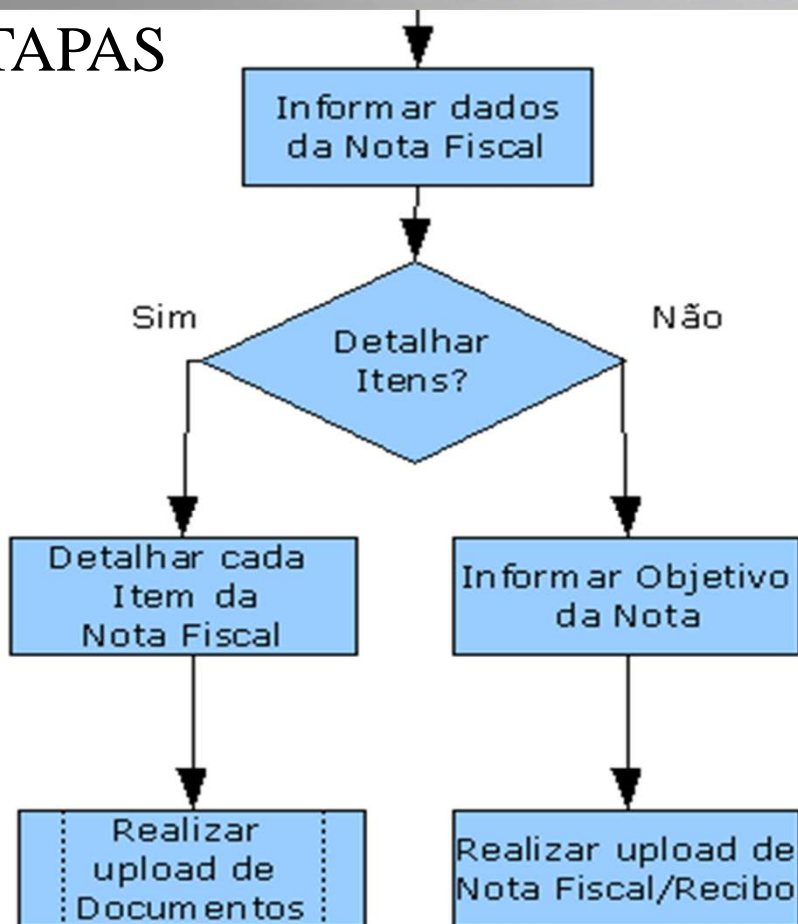 TAPAS
Informar dados
da Nota Fiscal
Sim
Não
Detalhar
Itens?
Detalhar cada
Item da
Nota Fiscal
Informar Objetivo
da Nota
Realizar
upload de
Documentos
Realizar upload de
Nota Fiscal/Recibo